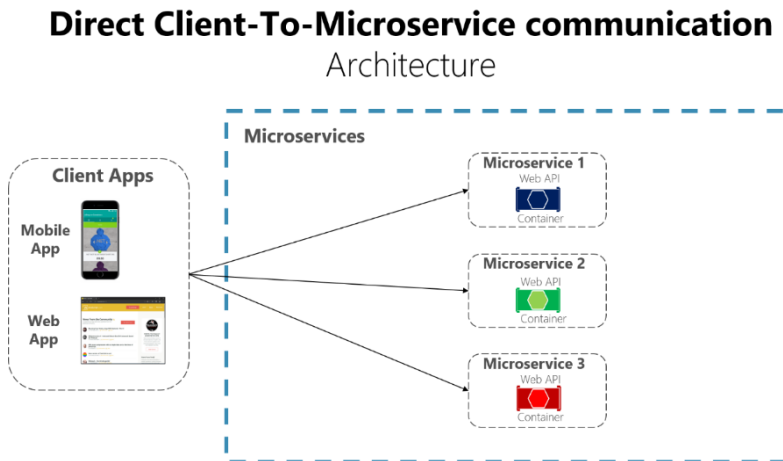 Direct Client-To-Microservice communication
Architecture
Microservices
Client Apps
Mobile
App
Web
App
Microservice 1
Web API
Container
Microservice 2
Web API
Container
Microservice 3
Web API
Container